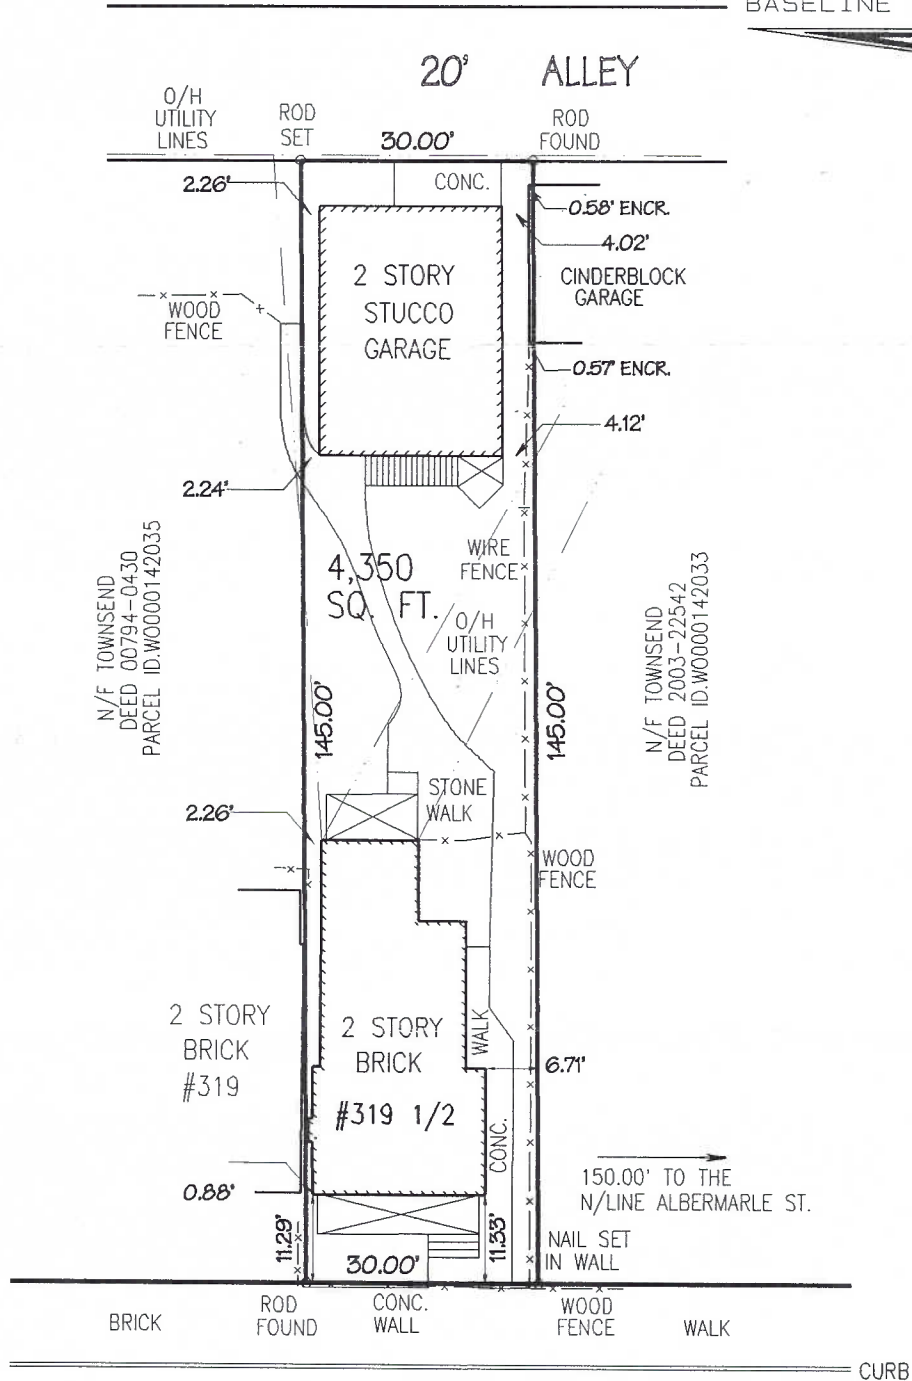 BASELINE
20' ALLEY
O/H
UTILITY
LINES
ROD
SET
30.00'
ROD
FOUND
2.26'
CONC.
0.58' ENCR.
4.02'
2 STORY
STUCCO
GARAGE
CINDERBLOCK
GARAGE
WOOD
FENCE
0.57' ENCR.
4.12'
2.24'
WIRE
FENCE
4,350
SQ. FT.
O/H
UTILITY
LINES
N/F TOWNSEND
DEED 00794-0430
PARCEL ID.W0000142035
N/F TOWNSEND
DEED 2003-22542
PARCEL ID.W0000142033
145.00'
145.00'
STONE
WALK
2.26'
WOOD
FENCE
2 STORY
BRICK
#319
2 STORY
BRICK
#319 1/2
WALK
CONC.
6.71'
150.00' TO THE
N/LINE ALBERMARLE ST.
0.88'
11.29'
30.00'
11.33'
NAIL SET
IN WALL
BRICK
ROD
FOUND
CONC.
WALL
WOOD
FENCE
WALK
CURB